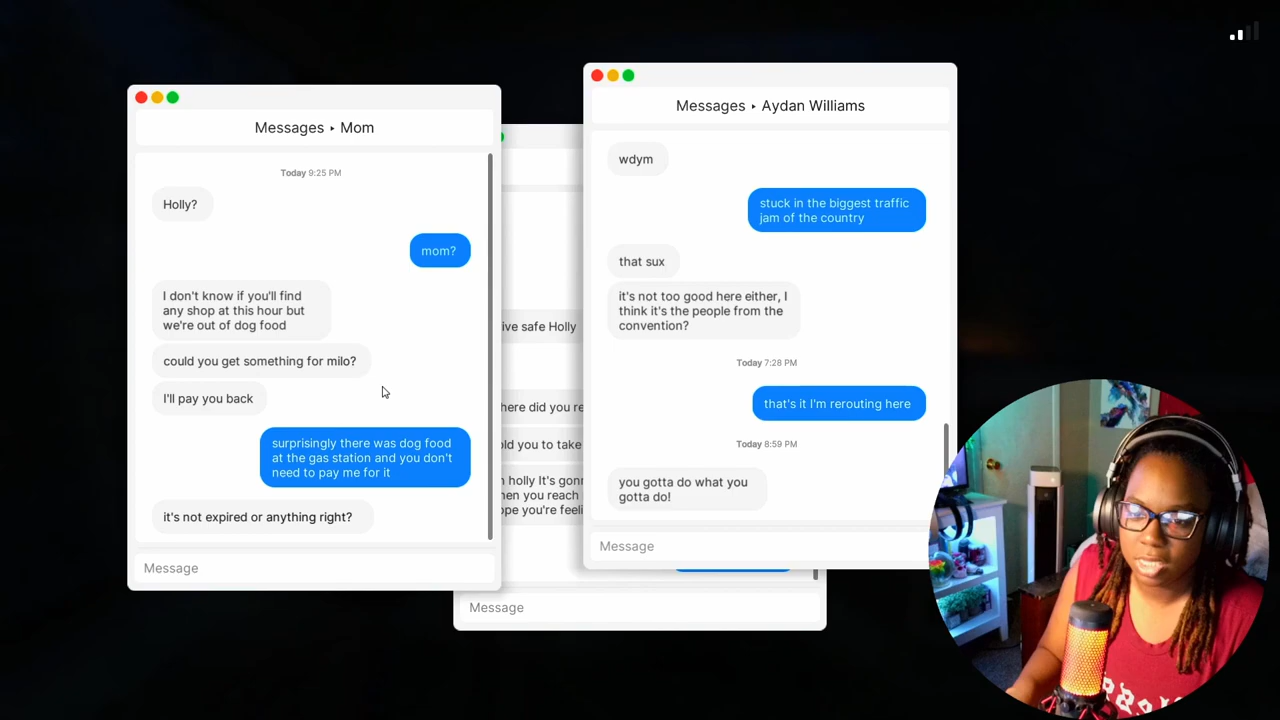 Messages ▸ Mom
Today 9:25 PM
Holly?
mom?
I don't know if you'll find
any shop at this hour but
we're out of dog food
could you get something for milo?
I'll pay you back
surprisingly there was dog food
at the gas station and you don't
need to pay me for it
it's not expired or anything right?
Message
ive safe Holly
here did you re
old you to take
holly It's gonn
hen you reach
ope you're feeli
Message
Messages ▸ Aydan Williams
wdym
stuck in the biggest traffic
jam of the country
that sux
it's not too good here either, I
think it's the people from the
convention?
Today 7:28 PM
that's it I'm rerouting here
Today 8:59 PM
you gotta do what you
gotta do!
Message